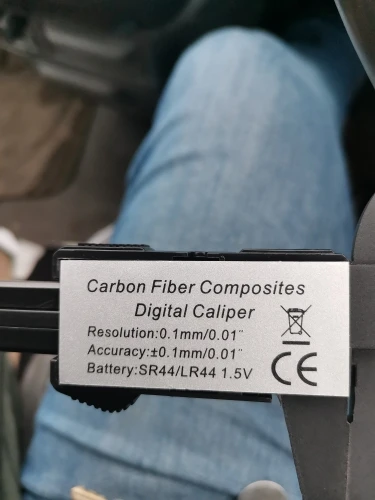 Carbon Fiber Composites
Digital Caliper
Resolution:0.1mm/0.01"
Accuracy:±0.1mm/0.01"
Battery:SR44/LR44 1.5V
CE